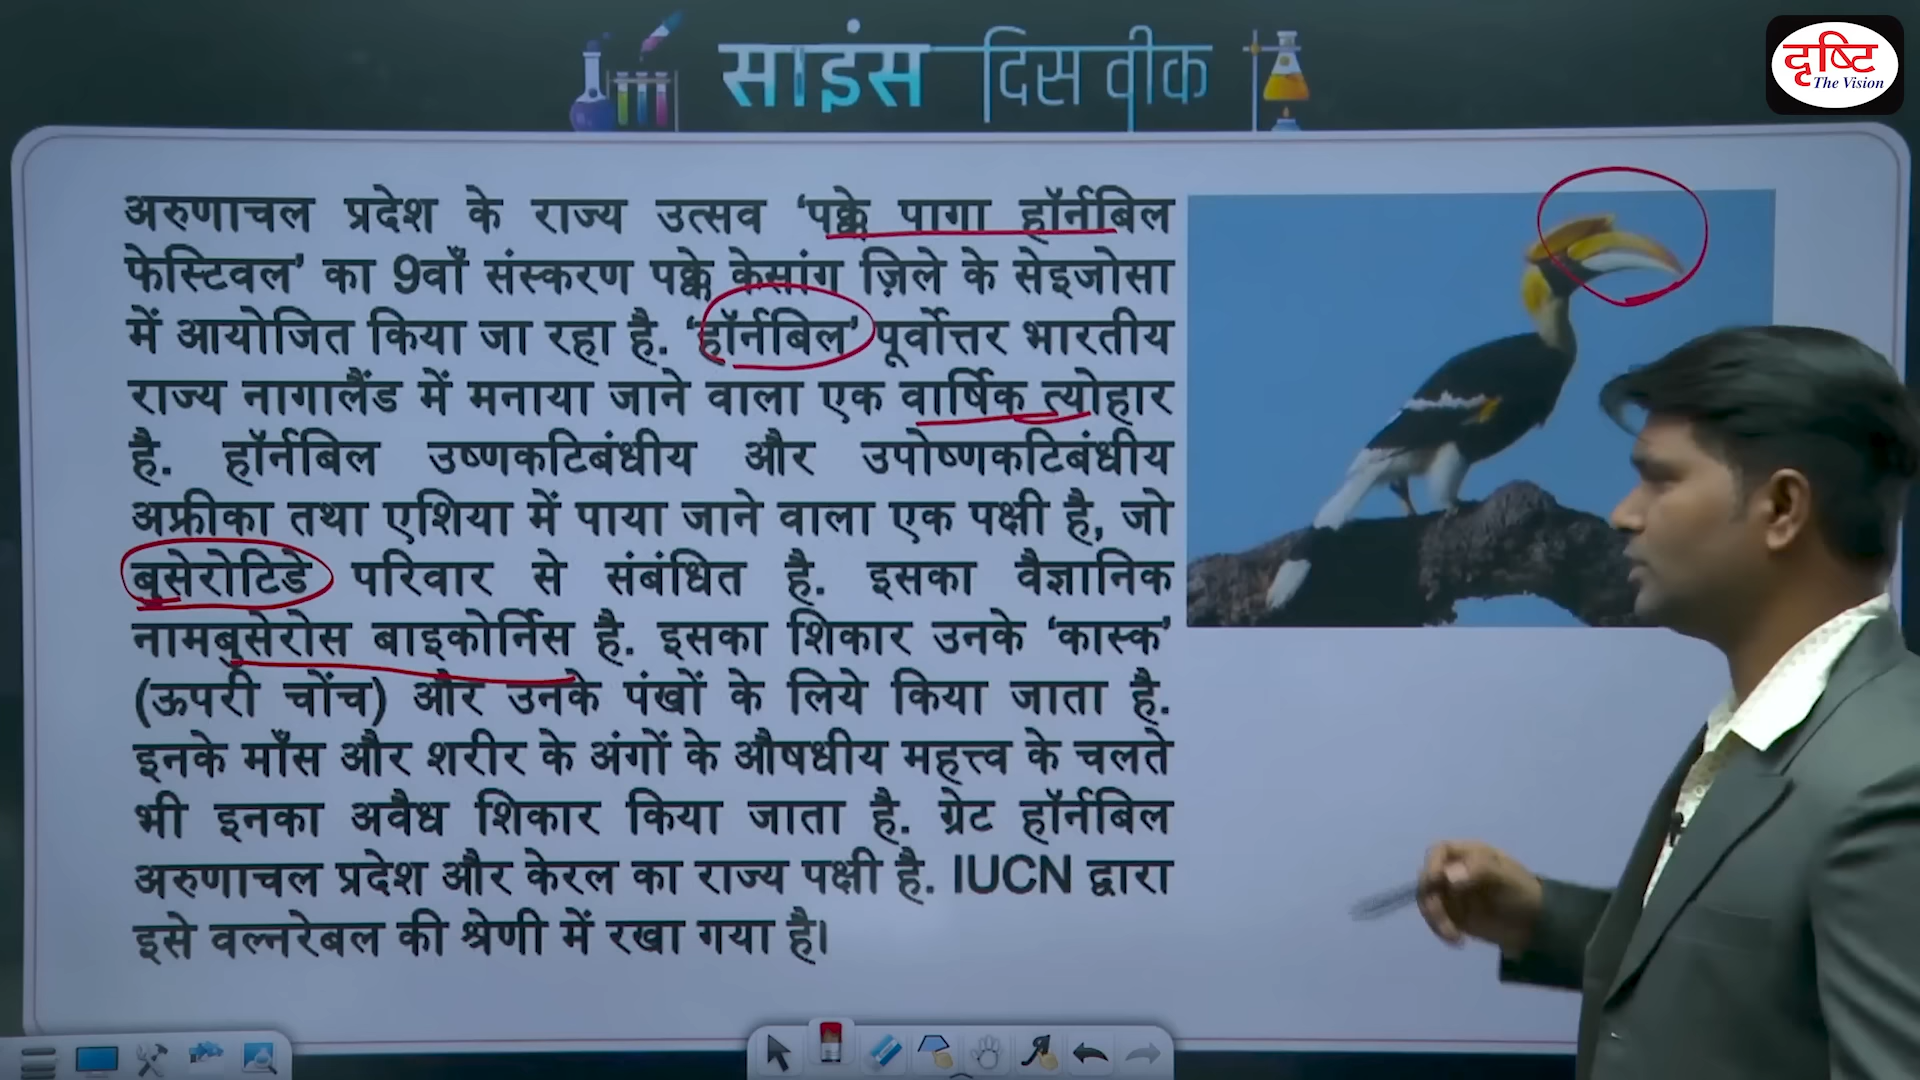 साइंस दिस वीक
दृष्टि
The Vision
अरुणाचल प्रदेश के राज्य उत्सव ‘पक्के पागा हॉर्नबिल
फेस्टिवल’ का 9वाँ संस्करण पक्के केसांग ज़िले के सेइजोसा
में आयोजित किया जा रहा है. ‘हॉर्नबिल’ पूर्वोत्तर भारतीय
राज्य नागालैंड में मनाया जाने वाला एक वार्षिक त्योहार
है. हॉर्नबिल उष्णकटिबंधीय और उपोष्णकटिबंधीय
अफ्रीका तथा एशिया में पाया जाने वाला एक पक्षी है, जो
बुसेरोटिडे परिवार से संबंधित है. इसका वैज्ञानिक
नामबुसेरोस बाइकोर्निस है. इसका शिकार उनके ‘कास्क’
(ऊपरी चोंच) और उनके पंखों के लिये किया जाता है.
इनके माँस और शरीर के अंगों के औषधीय महत्त्व के चलते
भी इनका अवैध शिकार किया जाता है. ग्रेट हॉर्नबिल
अरुणाचल प्रदेश और केरल का राज्य पक्षी है. IUCN द्वारा
इसे वल्नरेबल की श्रेणी में रखा गया है।